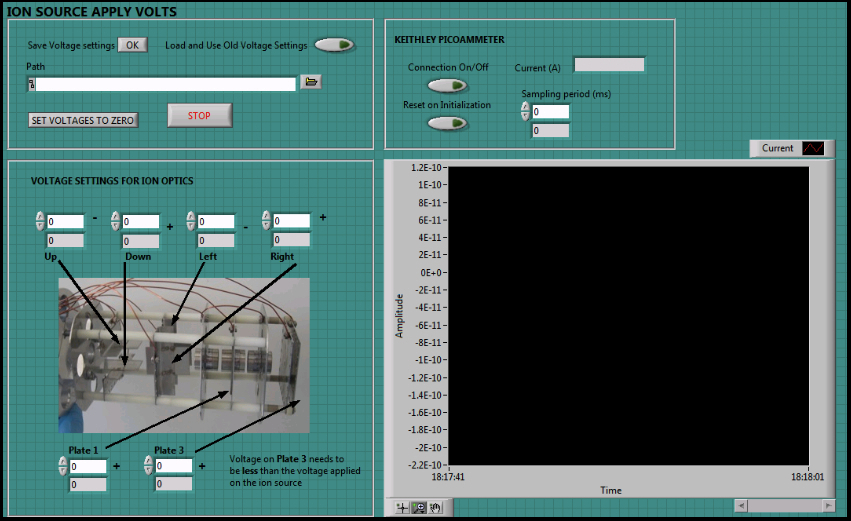 ION SOURCE APPLY VOLTS
Save Voltage settings OK Load and Use Old Voltage Settings
Path
SET VOLTAGES TO ZERO STOP
KEITHLEY PICOAMMETER
Connection On/Off Current (A)
Sampling period (ms)
Reset on Initialization
0
0
Current
VOLTAGE SETTINGS FOR ION OPTICS
0 - 0 + 0 - 0 +
0 0 0 0
Up Down Left Right
Plate 1 Plate 3
0 + 0 +
0 0
Voltage on Plate 3 needs to
be less than the voltage applied
on the ion source
Amplitude
1.2E-10
1E-10
8E-11
6E-11
4E-11
2E-11
0E+0
-2E-11
-4E-11
-6E-11
-8E-11
-1E-10
-1.2E-10
-1.4E-10
-1.6E-10
-1.8E-10
-2E-10
-2.2E-10
18:17:41 18:18:01
Time